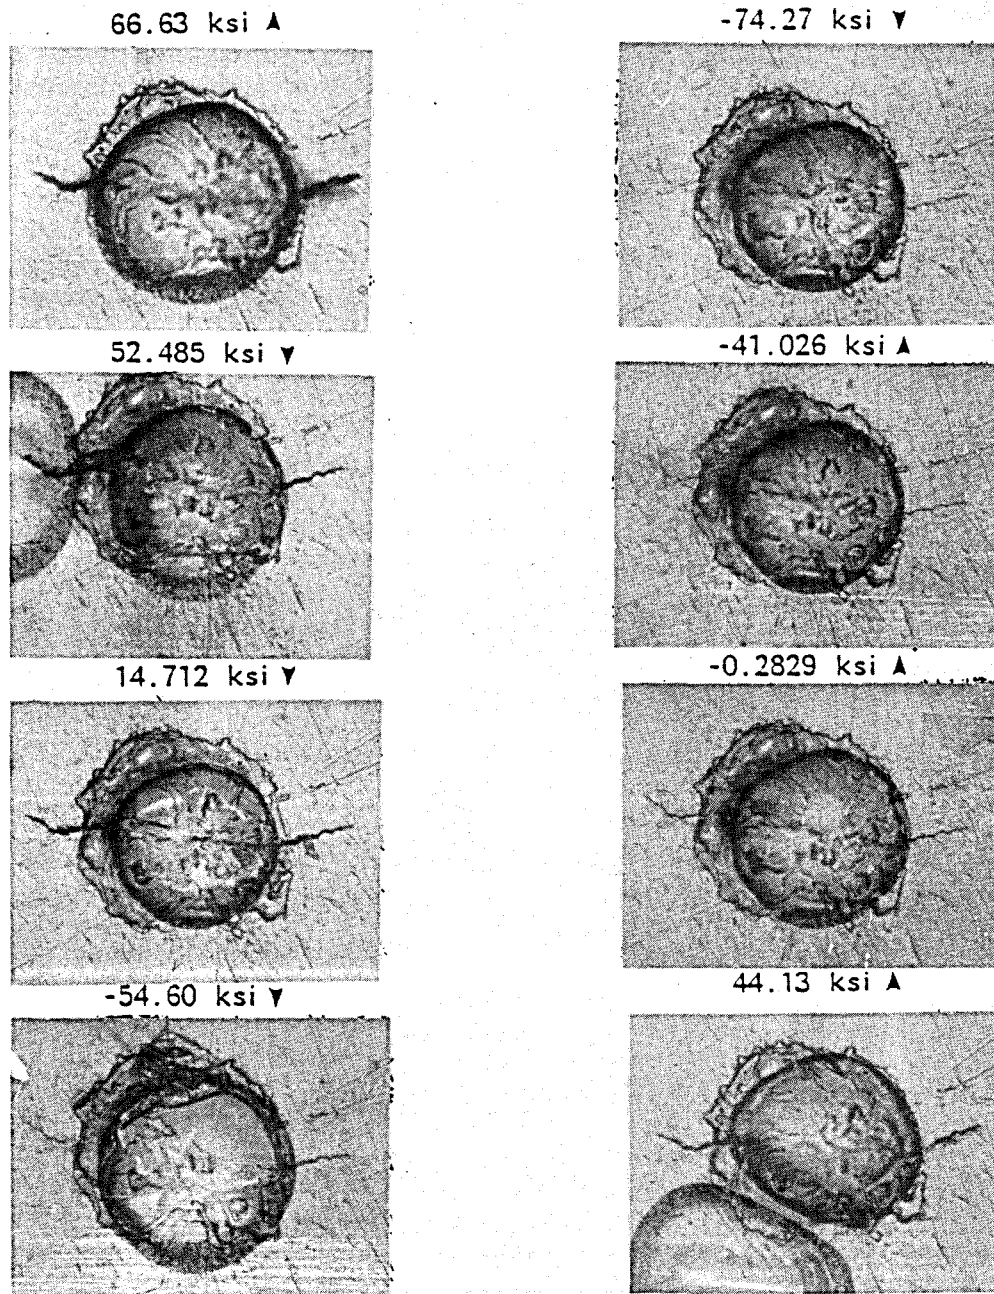 66.63 ksi ▲
-74.27 ▼
52.485 ksi ▼
-41.026 ksi ▲
14.712 ksi ▼
-0.2829 ksi ▲
-54.60 ksi ▼
44.13 ksi ▲